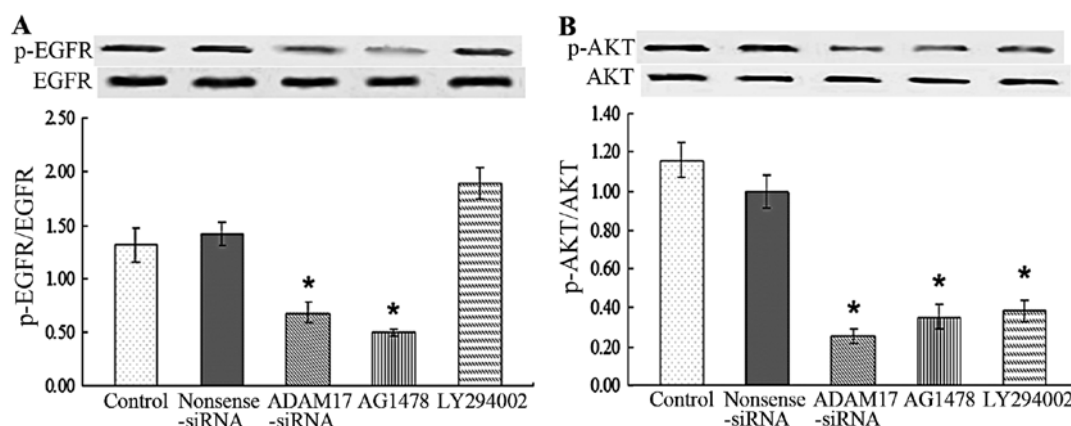 A
p-EGFR
EGFR
2.50
2.00
1.50
1.00
0.50
0.00
p-EGFR/EGFR
*
*
Control Nonsense ADAM17 AG1478 LY294002
-siRNA -siRNA
B
p-AKT
AKT
1.40
1.20
1.00
0.80
0.60
0.40
0.20
0.00
p-AKT/AKT
*
*
*
Control Nonsense ADAM17 AG1478 LY294002
-siRNA -siRNA